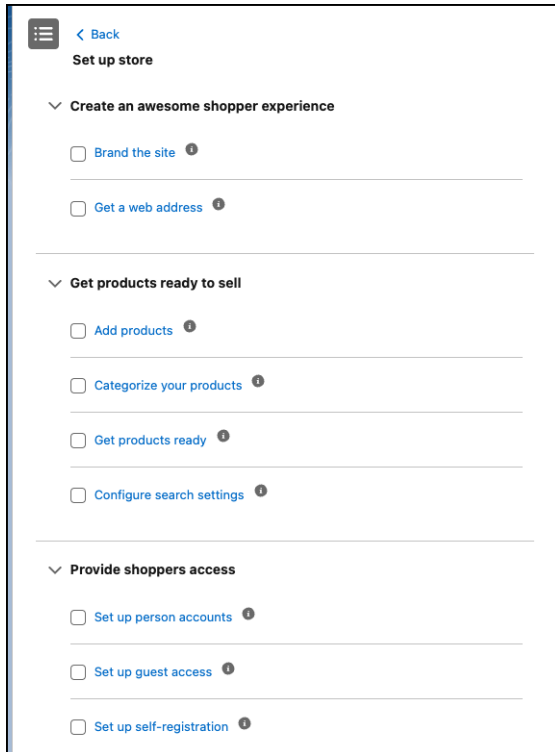 Back
Set up store
Create an awesome shopper experience
Brand the site
Get a web address
Get products ready to sell
Add products
Categorize your products
Get products ready
Configure search settings
Provide shoppers access
Set up person accounts
Set up guest access
Set up self-registration